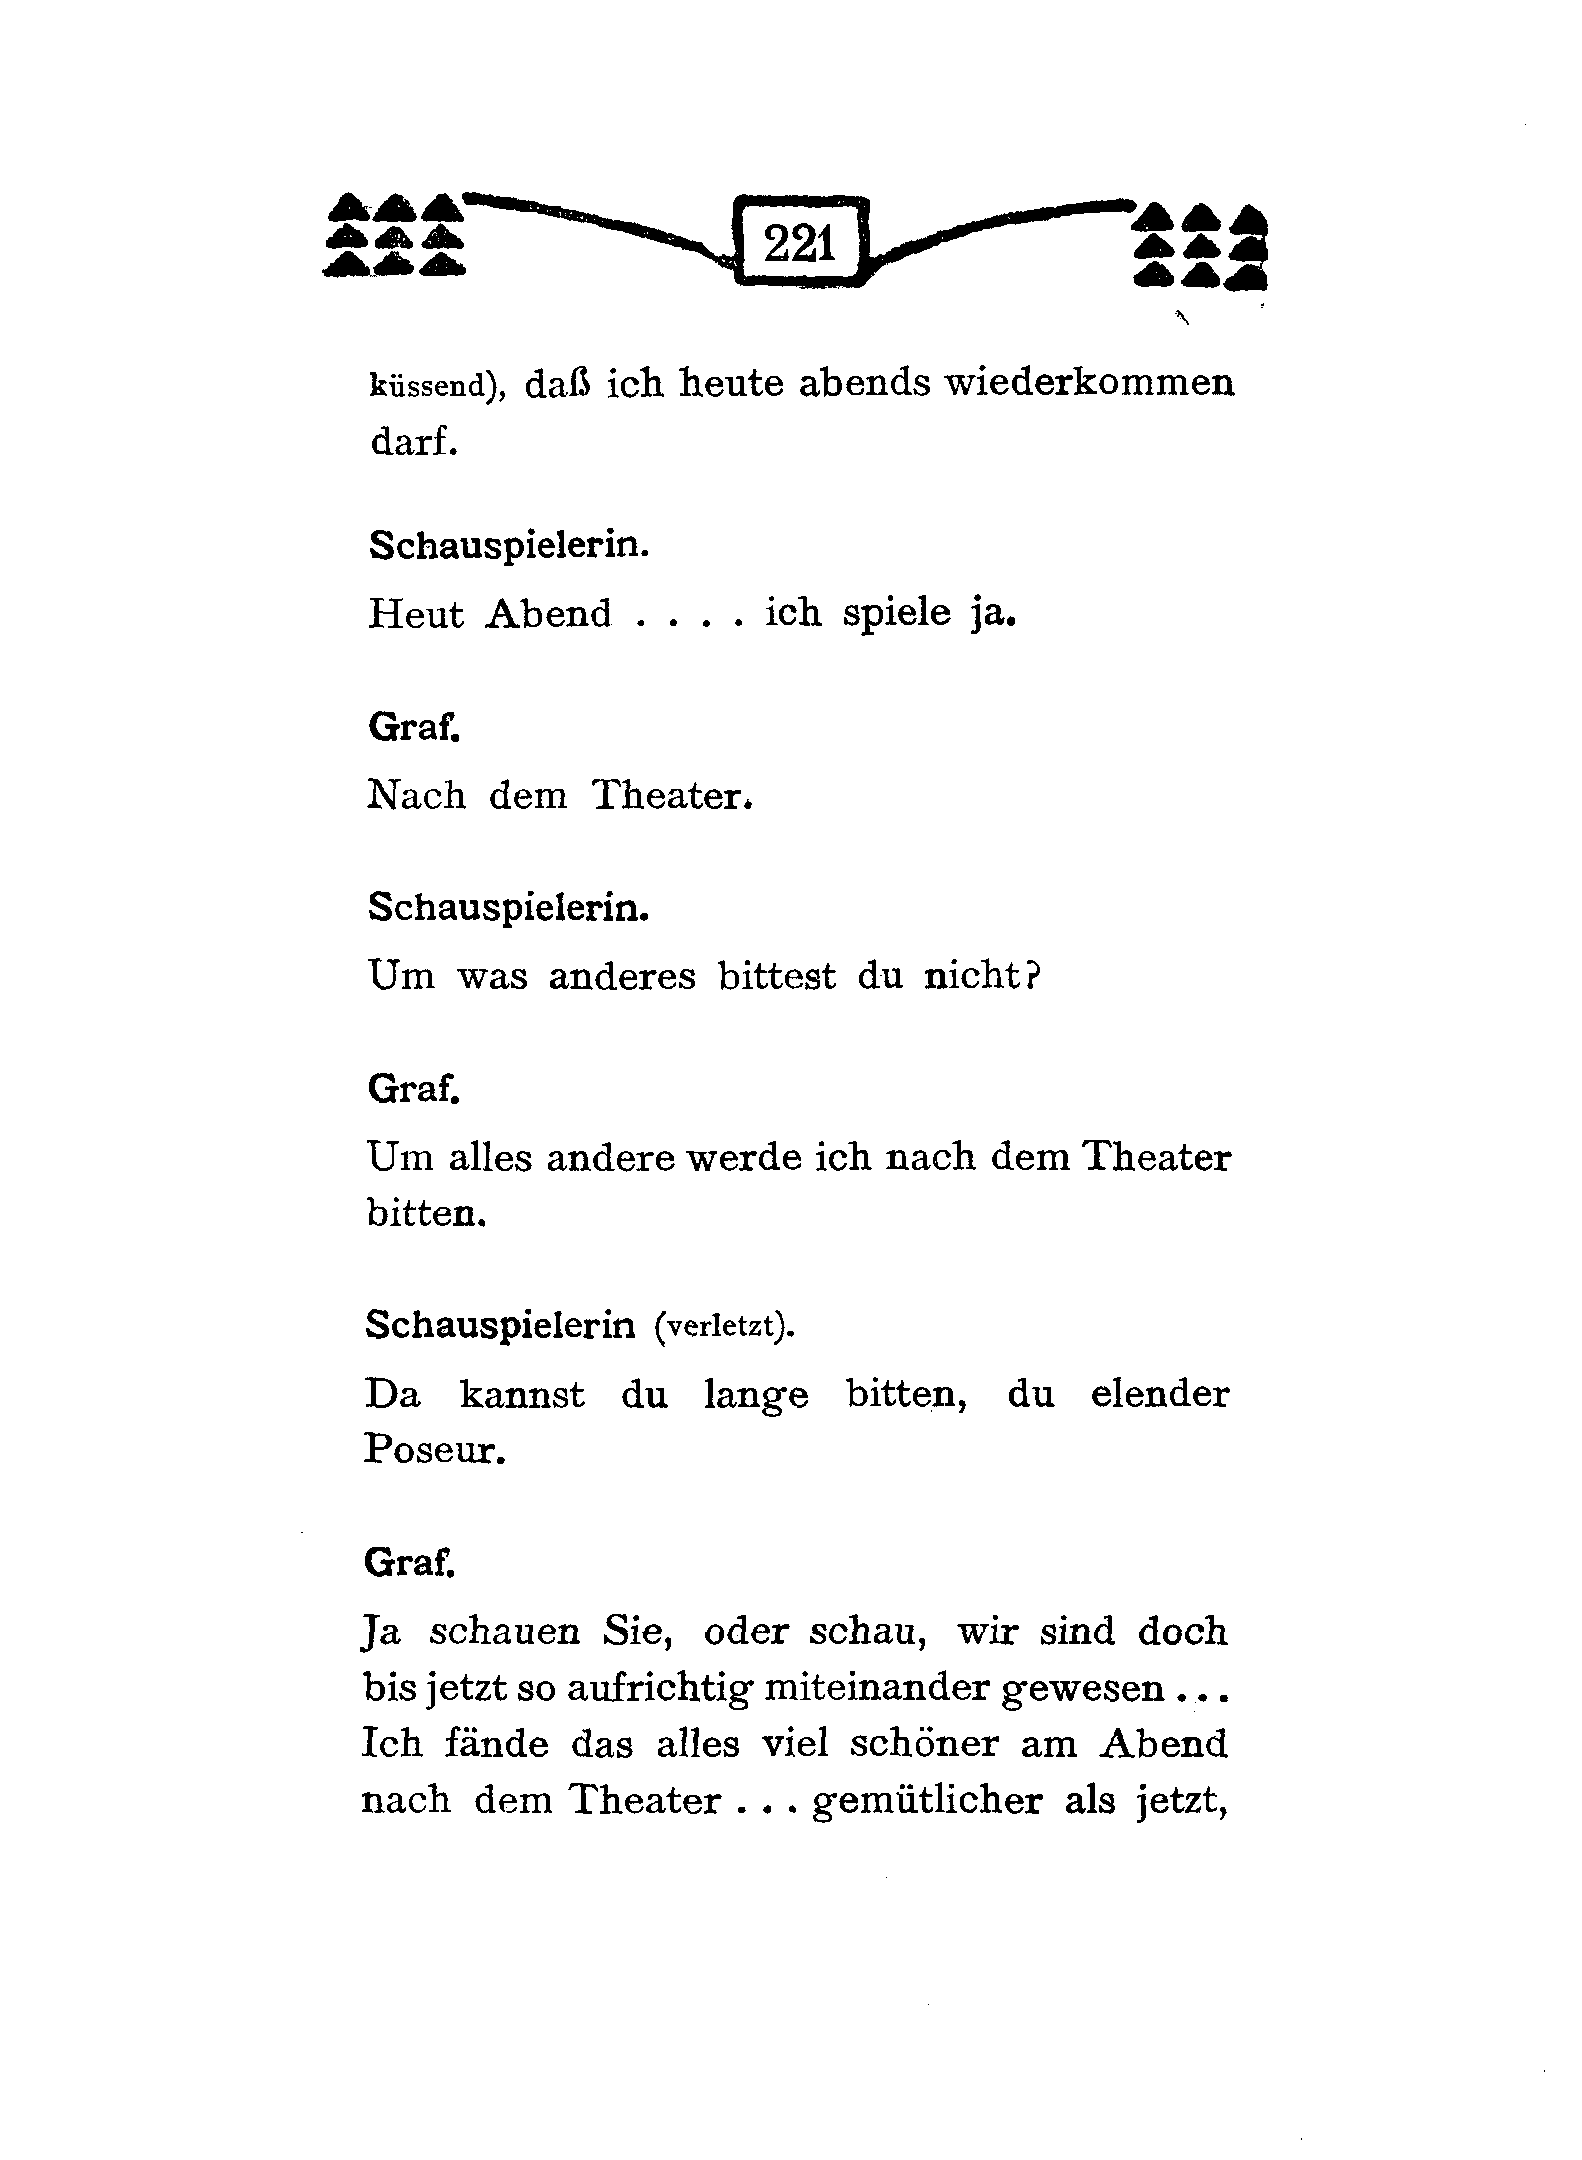 221
küssend), daß ich heute abends wiederkommen
darf.
Schauspielerin.
Heut Abend . . . . ich spiele ja.
Graf.
Nach dem Theater.
Schauspielerin.
Um was anderes bittest du nicht?
Graf.
Um alles andere werde ich nach dem Theater
bitten.
Schauspielerin (verletzt).
Da kannst du lange bitten, du elender
Poseur.
Graf.
Ja schauen Sie, oder schau, wir sind doch
bis jetzt so aufrichtig miteinander gewesen . . .
Ich fände das alles viel schöner am Abend
nach dem Theater . . . gemütlicher als jetzt,